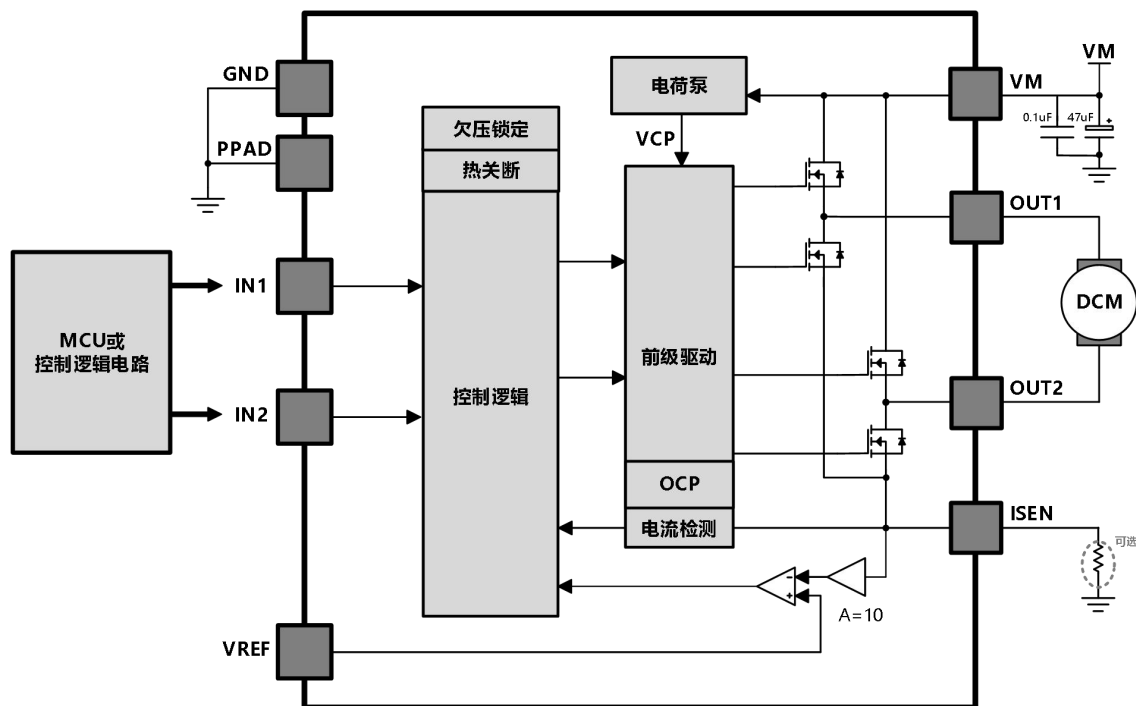 GND
PPAD
MCU或
控制逻辑电路
IN1
IN2
VREF
欠压锁定
热关断
控制逻辑
电荷泵
VCP
前级驱动
OCP
电流检测
A=10
VM
VM
0.1uF
47uF
+
OUT1
DCM
OUT2
ISEN
可选
-
+